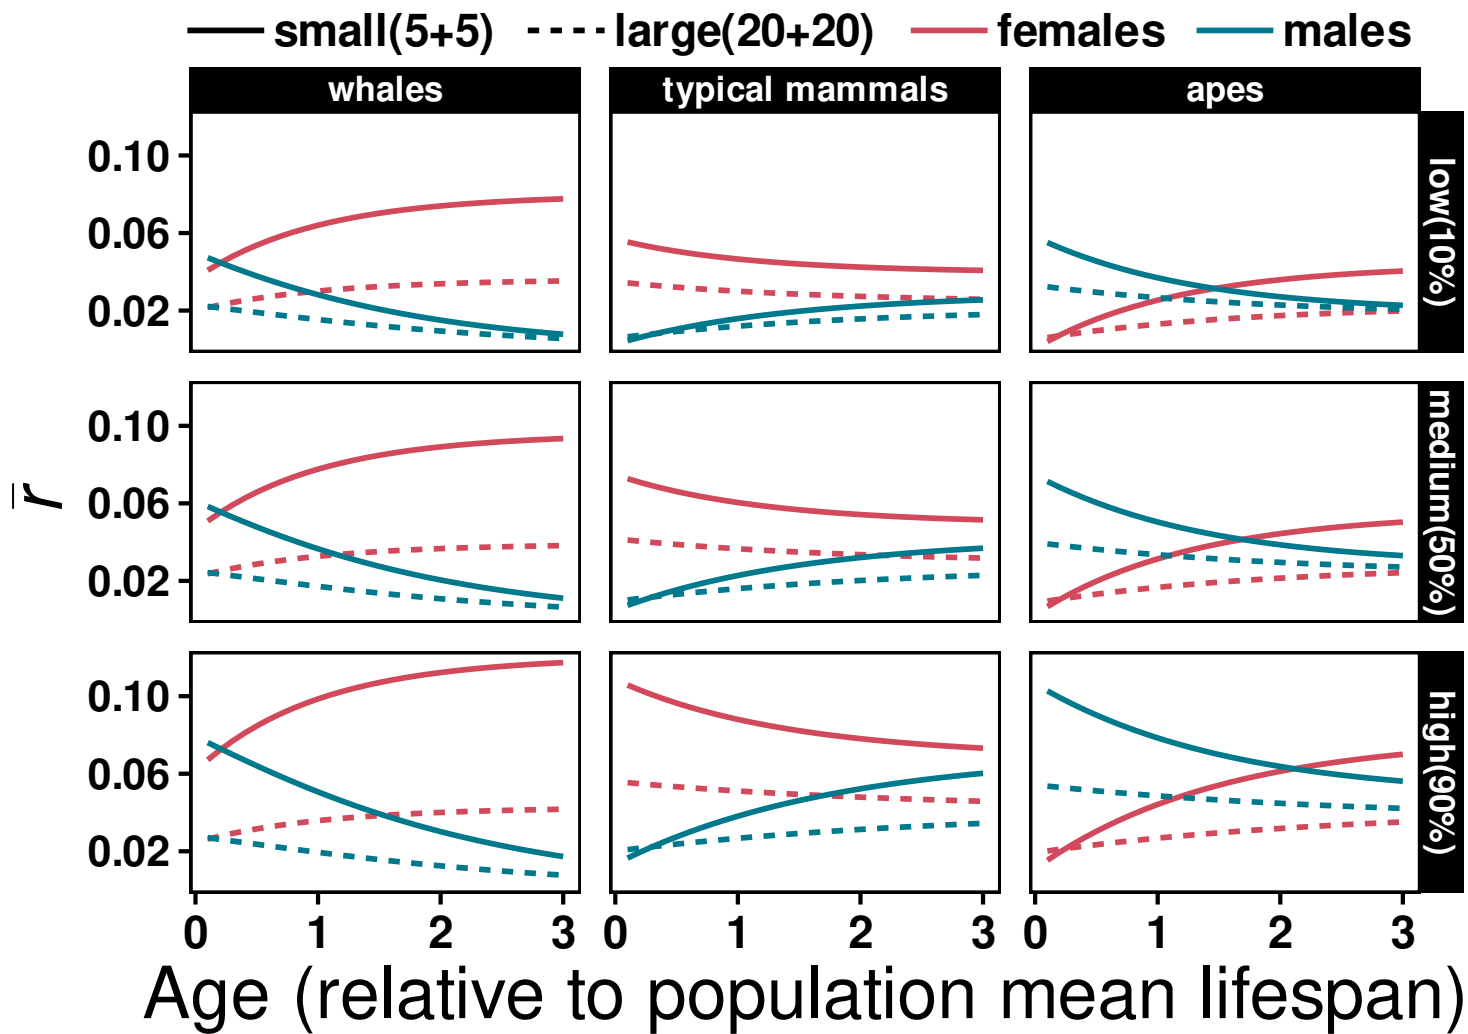 small(5+5) large(20+20) females males
whales typical mammals apes
0.10
0.06
0.02
low(10%)
0.10
0.06
0.02
medium(50%)
r̅
0.10
0.06
0.02
high(90%)
0 1 2 3 0 1 2 3 0 1 2 3
Age (relative to population mean lifespan)